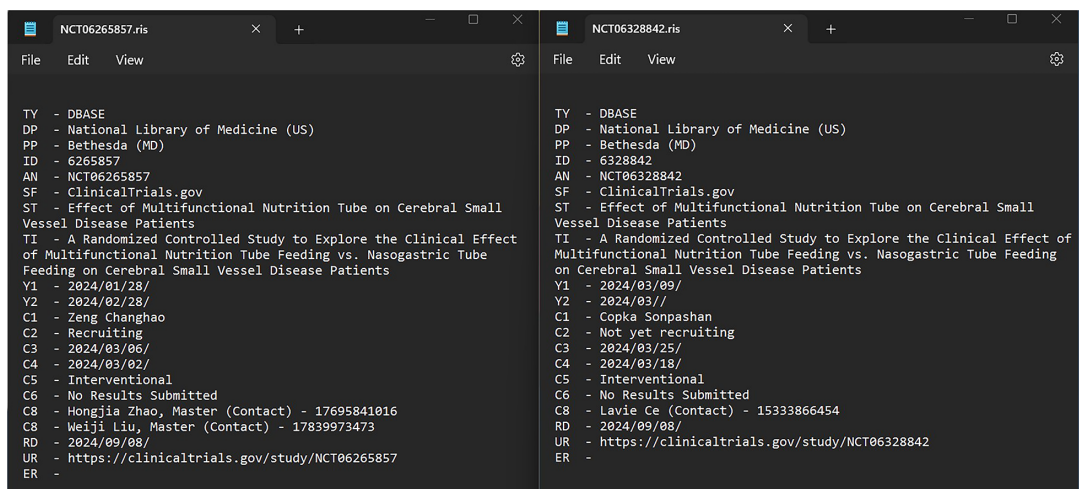 NCT06265857.ris
File Edit View
TY - DBASE
DP - National Library of Medicine (US)
PP - Bethesda (MD)
ID - 6265857
AN - NCT06265857
SF - ClinicalTrials.gov
ST - Effect of Multifunctional Nutrition Tube on Cerebral Small
Vessel Disease Patients
TI - A Randomized Controlled Study to Explore the Clinical Effect
of Multifunctional Nutrition Tube Feeding vs. Nasogastric Tube
Feeding on Cerebral Small Vessel Disease Patients
Y1 - 2024/01/28/
Y2 - 2024/02/28/
C1 - Zeng Changhao
C2 - Recruiting
C3 - 2024/03/06/
C4 - 2024/03/02/
C5 - Interventional
C6 - No Results Submitted
C8 - Hongjia Zhao, Master (Contact) - 17695841016
C8 - Weiji Liu, Master (Contact) - 17839973473
RD - 2024/09/08/
UR - https://clinicaltrials.gov/study/NCT06265857
ER -
NCT06328842.ris
File Edit View
TY - DBASE
DP - National Library of Medicine (US)
PP - Bethesda (MD)
ID - 6328842
AN - NCT06328842
SF - ClinicalTrials.gov
ST - Effect of Multifunctional Nutrition Tube on Cerebral Small
Vessel Disease Patients
TI - A Randomized Controlled Study to Explore the Clinical Effect of
Multifunctional Nutrition Tube Feeding vs. Nasogastric Tube Feeding
on Cerebral Small Vessel Disease Patients
Y1 - 2024/03/09/
Y2 - 2024/03//
C1 - Copka Sonpashan
C2 - Not yet recruiting
C3 - 2024/03/25/
C4 - 2024/03/18/
C5 - Interventional
C6 - No Results Submitted
C8 - Lavie Ce (Contact) - 15333866454
RD - 2024/09/08/
UR - https://clinicaltrials.gov/study/NCT06328842
ER -